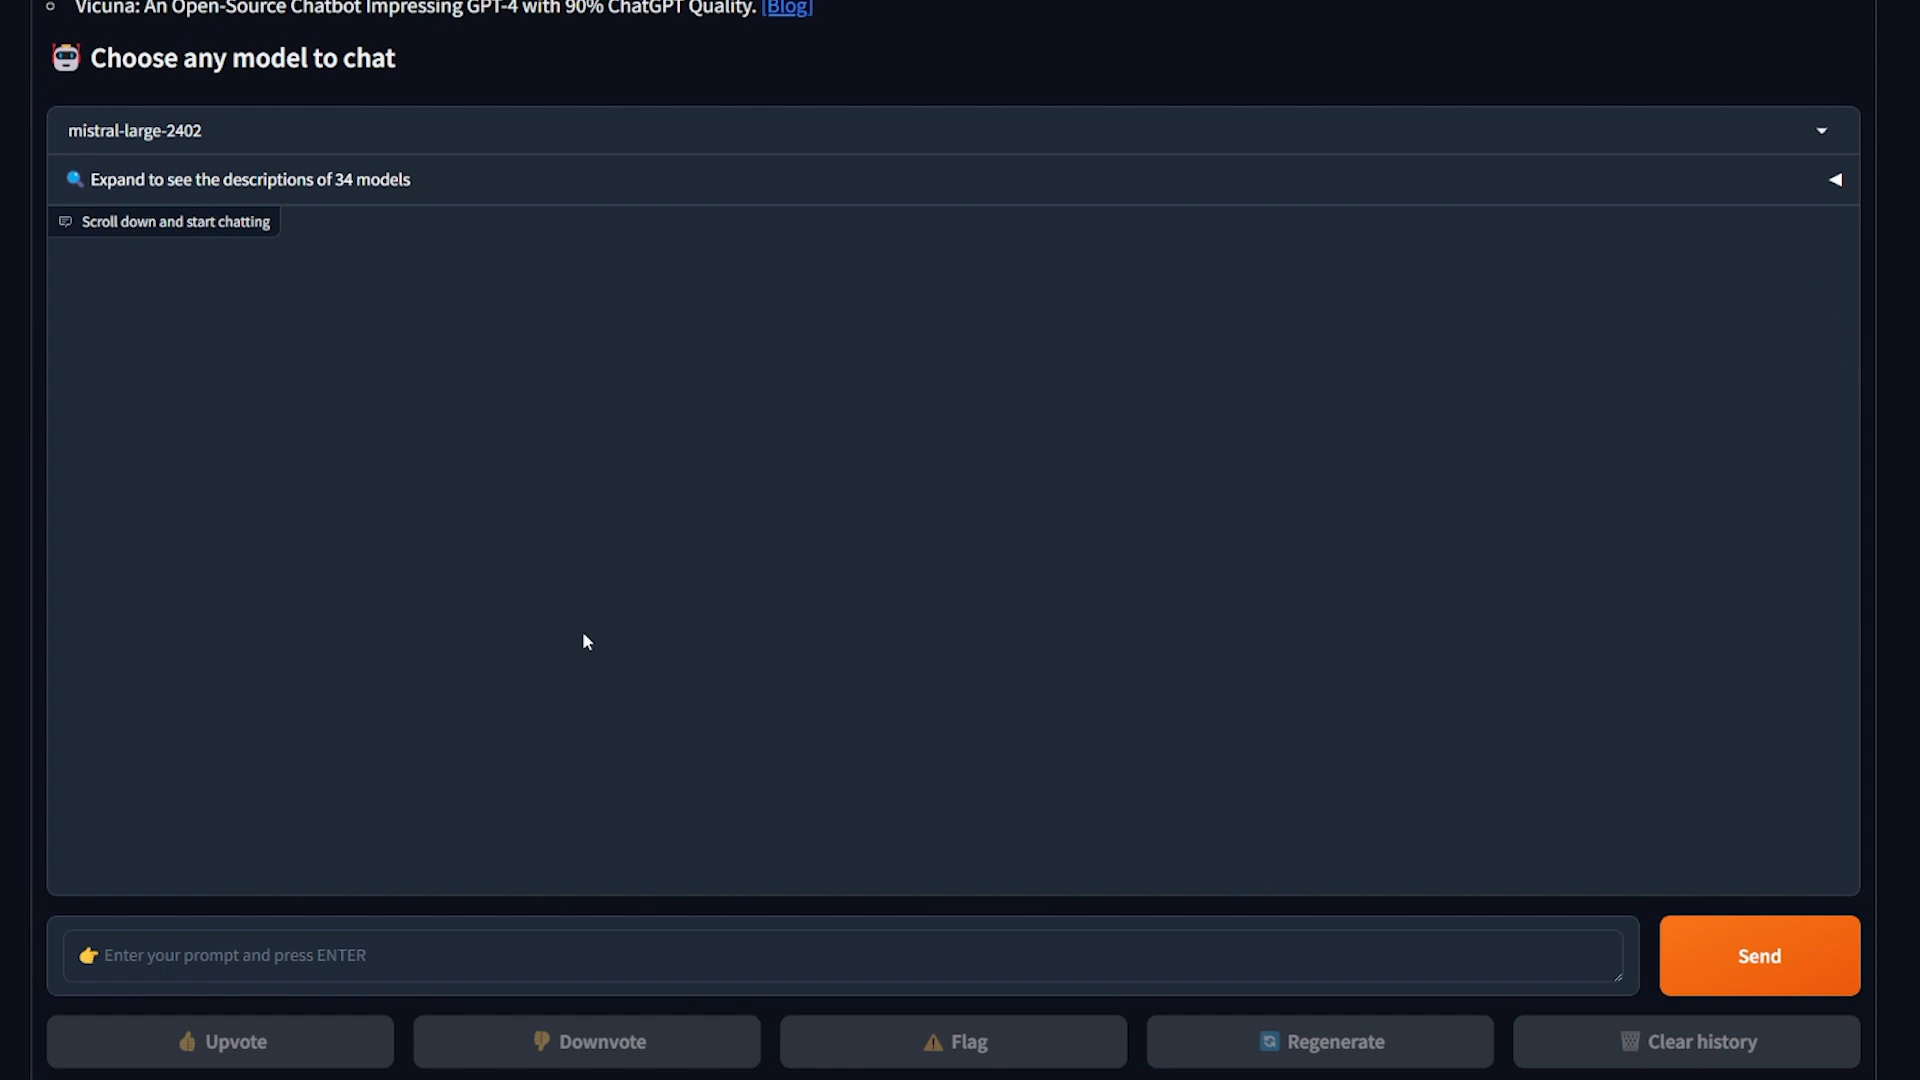 Vicuna: An Open-Source Chatbot Impressing GPT-4 with 90% ChatGPT Quality. [Blog]
Choose any model to chat
mistral-large-2402
Expand to see the descriptions of 34 models
Scroll down and start chatting
Enter your prompt and press ENTER
Send
Upvote
Downvote
Flag
Regenerate
Clear history